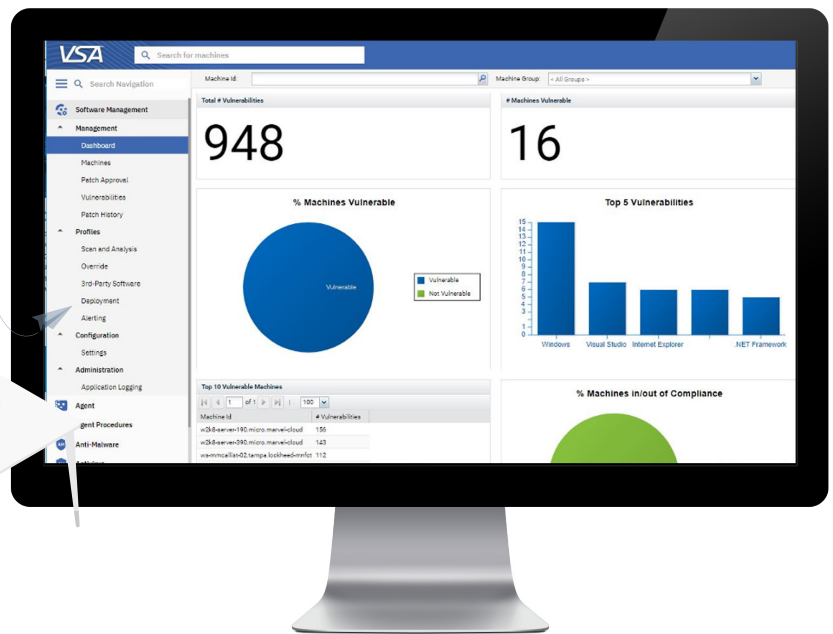 VSA
Search for machines
Search Navigation
Machine Id:
Machine Group:
< All Groups >
Software Management
Management
Dashboard
Machines
Patch Approval
Vulnerabilities
Patch History
Profiles
Scan and Analysis
Override
3rd-Party Software
Deployment
Alerting
Configuration
Settings
Administration
Application Logging
Agent
gent Procedures
Anti-Malware
Total # Vulnerabilities
948
# Machines Vulnerable
16
% Machines Vulnerable
Vulnerable
Vulnerable
Not Vulnerable
Top 5 Vulnerabilities
15
14
13
12
11
10
9
8
7
6
5
4
3
1
0
Windows Visual Studio Internet Explorer .NET Framework
Top 10 Vulnerable Machines
1 of 1 100
Machine Id # Vulnerabilities
w2k8-server-190.micro.marvel-cloud 156
w2k8-server-390.micro.marvel-cloud 143
112
% Machines in/out of Compliance